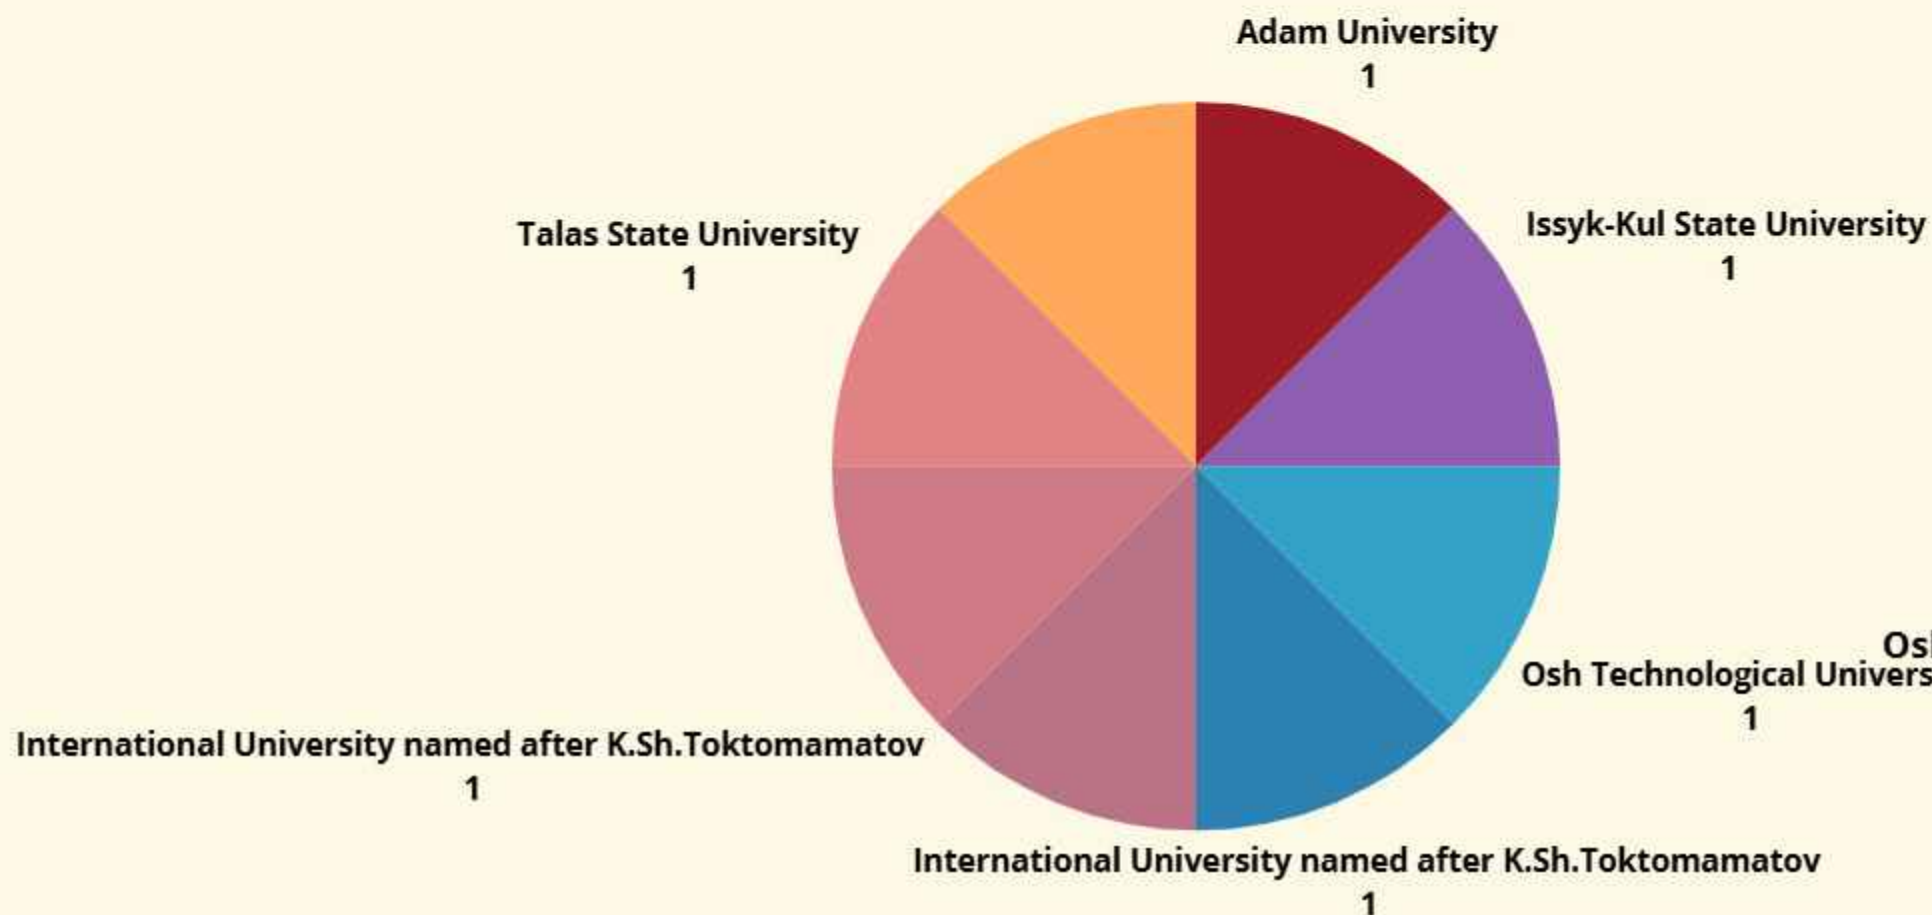 Adam University
1
Issyk-Kul State University
1
Talas State University
1
Osh Technological
1
International University named after K.Sh.Toktomamatov
1
International University named after K.Sh.Toktomamatov
1